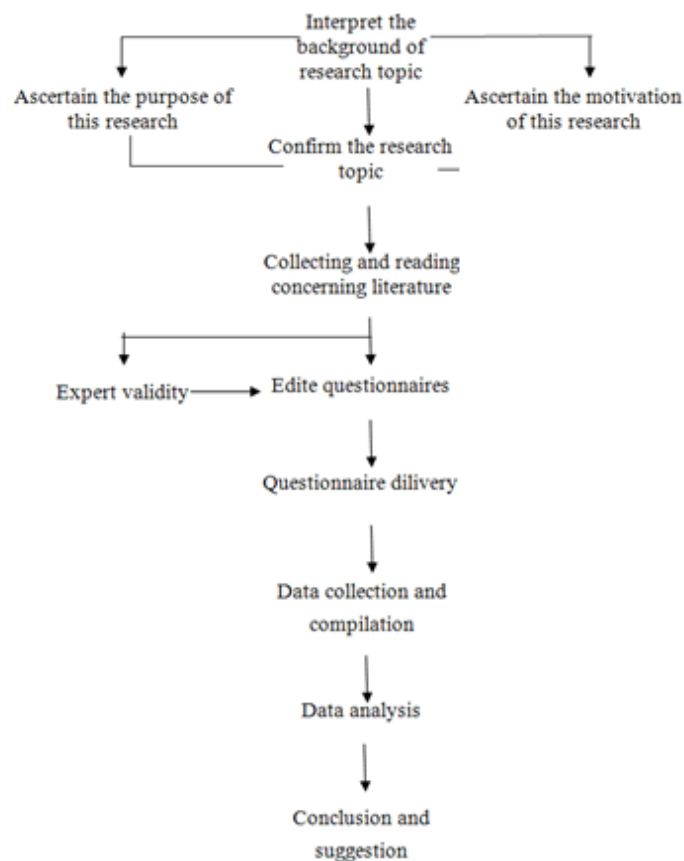 Interpret the
background of
research topic
Ascertain the purpose of
this research
Ascertain the motivation
of this research
Confirm the research
topic
Collecting and reading
concerning literature
Expert validity
Edite questionnaires
Questionnaire dilivery
Data collection and
compilation
Data analysis
Conclusion and
suggestion